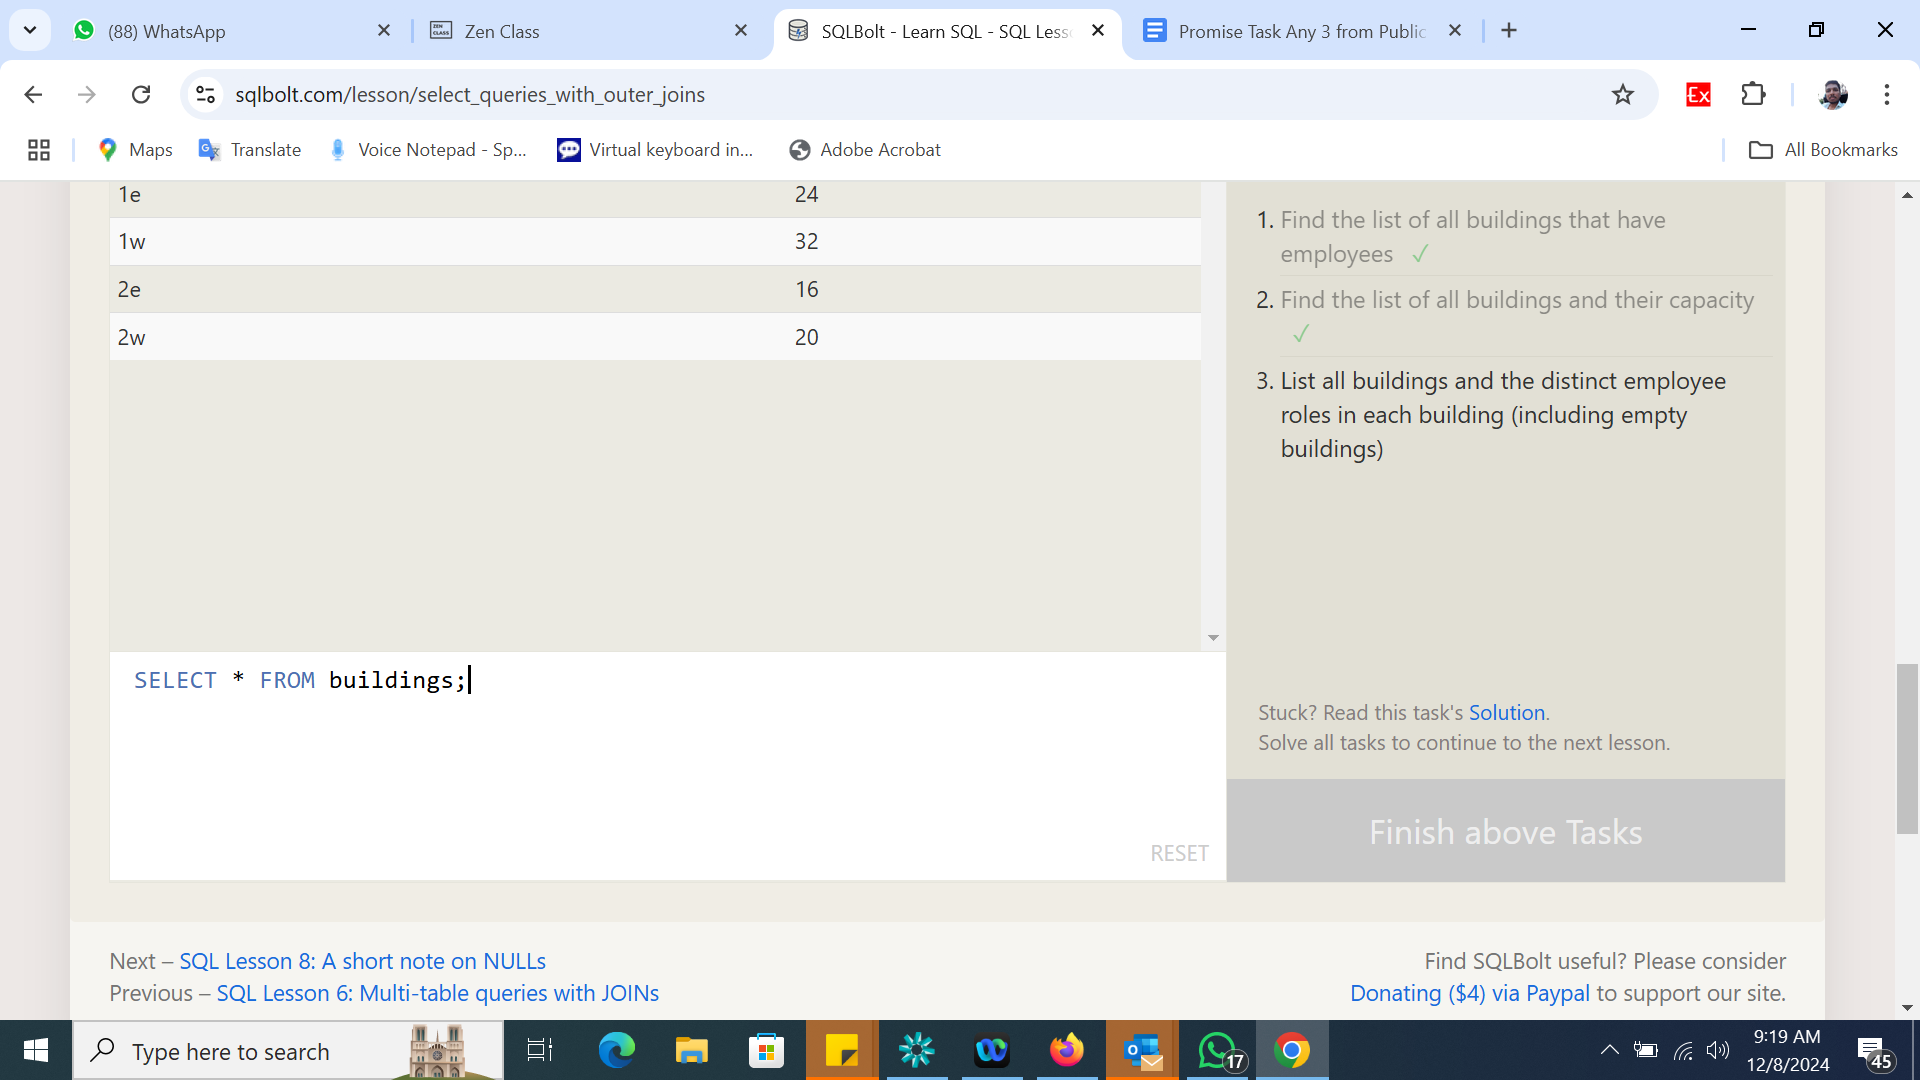 (88) WhatsApp
Zen Class
SQLBolt - Learn SQL - SQL Less
Promise Task Any 3 from Public
sqlbolt.com/lesson/select_queries_with_outer_joins
Ex
Maps
Translate
Voice Notepad - Sp...
Virtual keyboard in...
Adobe Acrobat
All Bookmarks
1e 24
1w 32
2e 16
2w 20
1. Find the list of all buildings that have
employees ✓
2. Find the list of all buildings and their capacity
✓
3. List all buildings and the distinct employee
roles in each building (including empty
buildings)
SELECT * FROM buildings;
RESET
Stuck? Read this task's Solution.
Solve all tasks to continue to the next lesson.
Finish above Tasks
Next – SQL Lesson 8: A short note on NULLs
Previous – SQL Lesson 6: Multi-table queries with JOINs
Find SQLBolt useful? Please consider
Donating ($4) via Paypal to support our site.
Type here to search
17
9:19 AM
12/8/2024
45